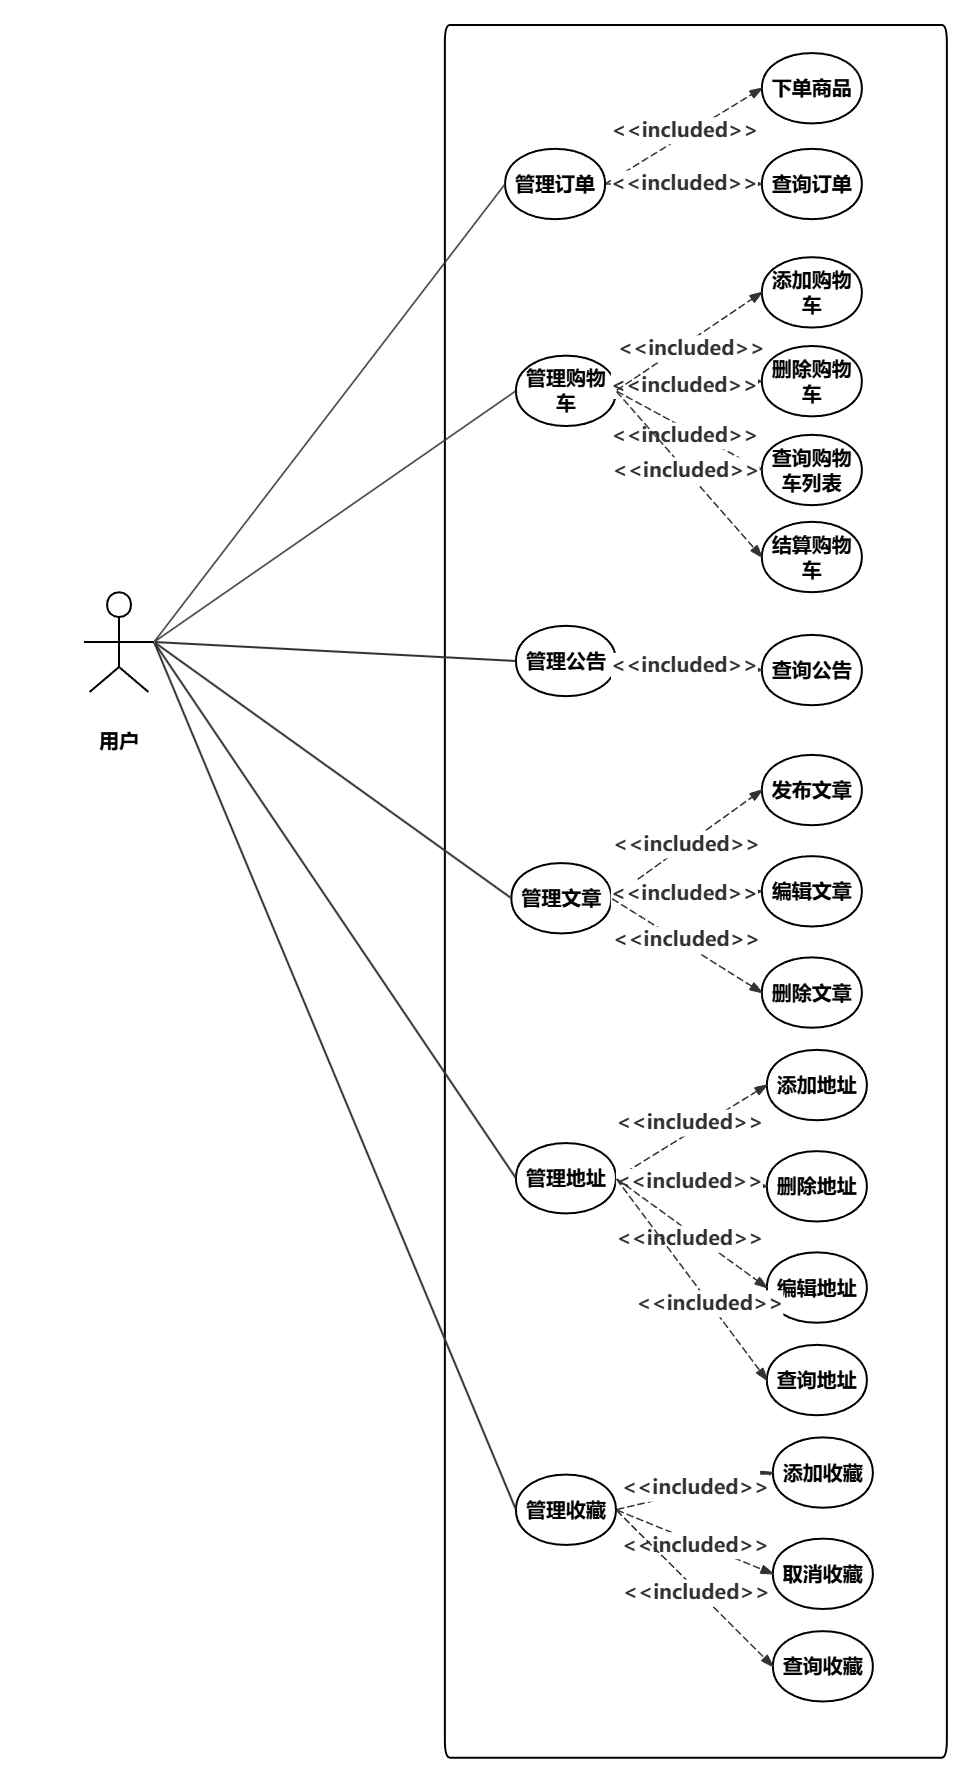 下单商品
<<included>>
管理订单
<<included>>
查询订单
添加购物
车
<<included>>
管理购物
车
<<included>>
删除购物
车
<<included>>
查询购物
车列表
<<included>>
结算购物
车
用户
管理公告
<<included>>
查询公告
发布文章
<<included>>
管理文章
<<included>>
编辑文章
<<included>>
删除文章
添加地址
<<included>>
管理地址
<<included>>
删除地址
<<included>>
编辑地址
<<included>>
查询地址
添加收藏
<<included>>
管理收藏
<<included>>
取消收藏
<<included>>
查询收藏